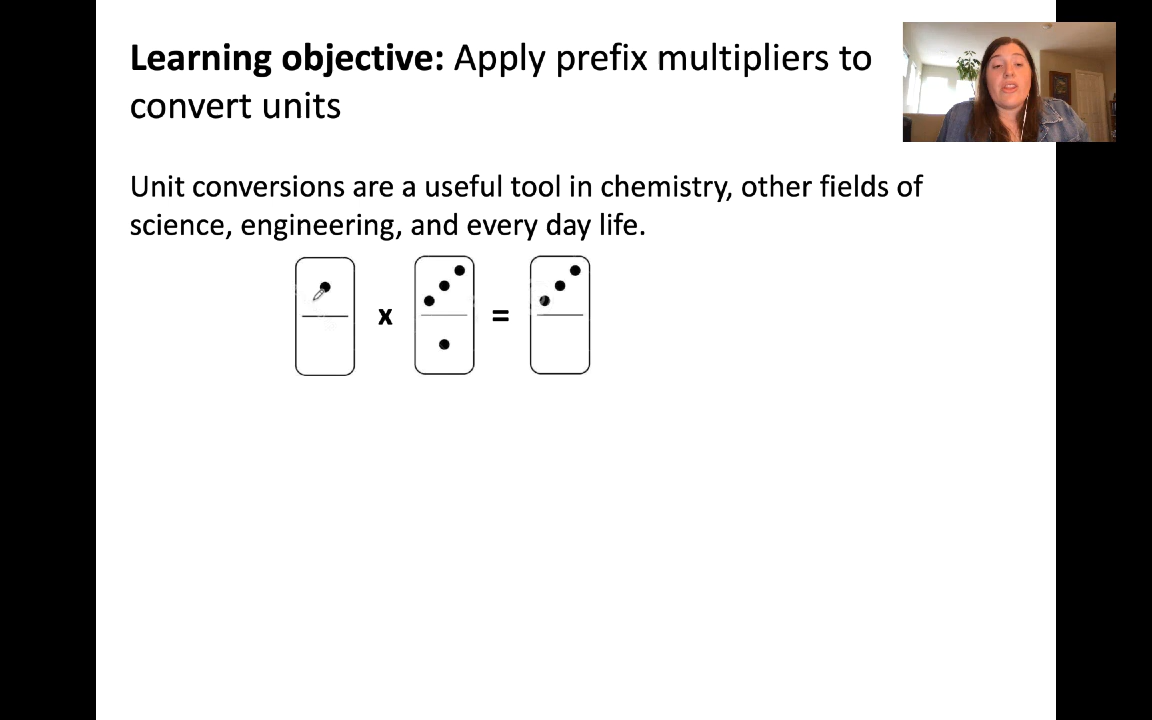 Learning objective: Apply prefix multipliers to
convert units
Unit conversions are a useful tool in chemistry, other fields of
science, engineering, and every day life.
x =